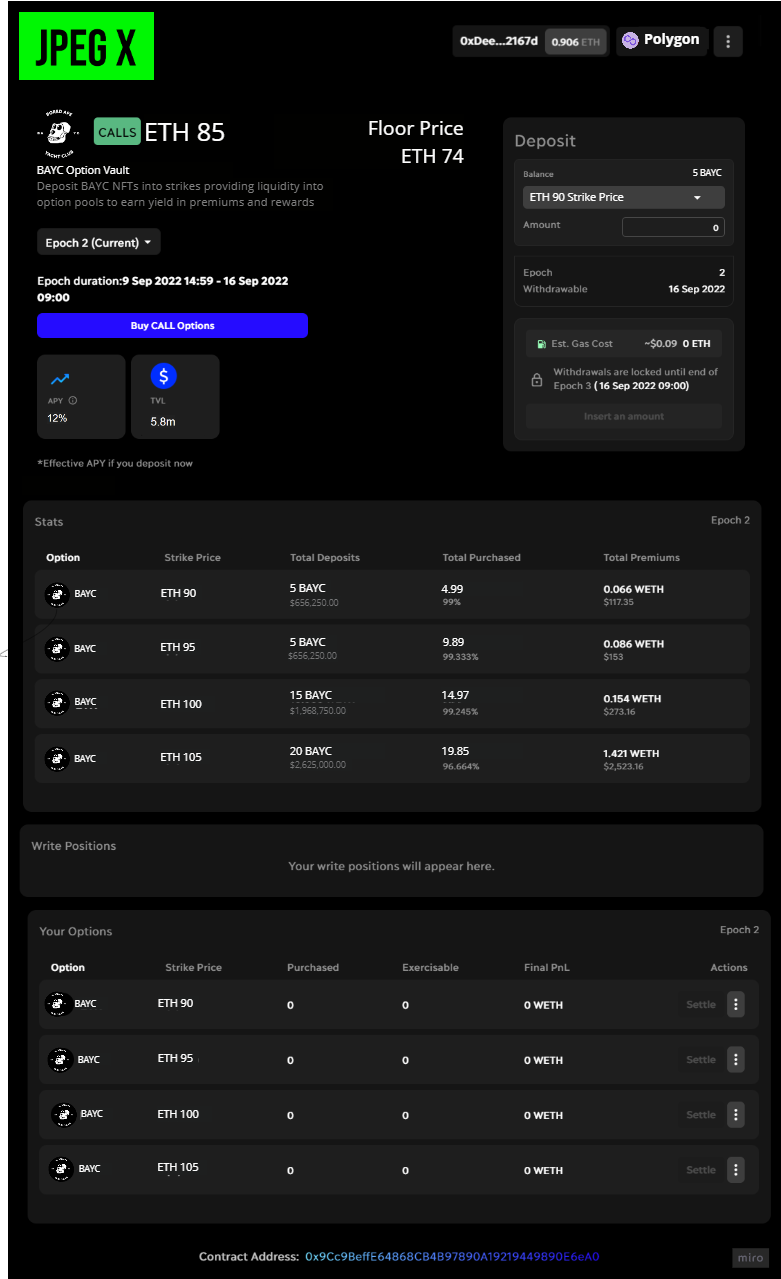 JPEG X
0xDee...2167d 0.906 ETH Polygon
BORED APE
YACHT CLUB
CALLS ETH 85
Floor Price
ETH 74
BAYC Option Vault
Deposit BAYC NFTs into strikes providing liquidity into
option pools to earn yield in premiums and rewards
Epoch 2 (Current)
Epoch duration:9 Sep 2022 14:59 - 16 Sep 2022
09:00
Buy CALL Options
APY
12%
$
TVL
5.8m
*Effective APY if you deposit now
Deposit
Balance 5 BAYC
ETH 90 Strike Price
Amount 0
Epoch 2
Withdrawable 16 Sep 2022
Est. Gas Cost ~$0.09 0 ETH
Withdrawals are locked until end of
Epoch 3 ( 16 Sep 2022 09:00)
Insert an amount
Stats Epoch 2
Option Strike Price Total Deposits Total Purchased Total Premiums
BAYC ETH 90 5 BAYC 4.99 0.066 WETH
$656,250.00 99% $117.35
BAYC ETH 95 5 BAYC 9.89 0.086 WETH
$656,250.00 99.333% $153
BAYC ETH 100 15 BAYC 14.97 0.154 WETH
$1,968,750.00 99.245% $273.16
BAYC ETH 105 20 BAYC 19.85 1.421 WETH
$2,625,000.00 96.664% $2,523.16
Write Positions
Your write positions will appear here.
Your Options Epoch 2
Option Strike Price Purchased Exercisable Final PnL Actions
BAYC ETH 90 0 0 0 WETH Settle
BAYC ETH 95 0 0 0 WETH Settle
BAYC ETH 100 0 0 0 WETH Settle
BAYC ETH 105 0 0 0 WETH Settle
Contract Address: 0x9Cc9BeffE64868CB4B97890A19219449890E6eA0
miro